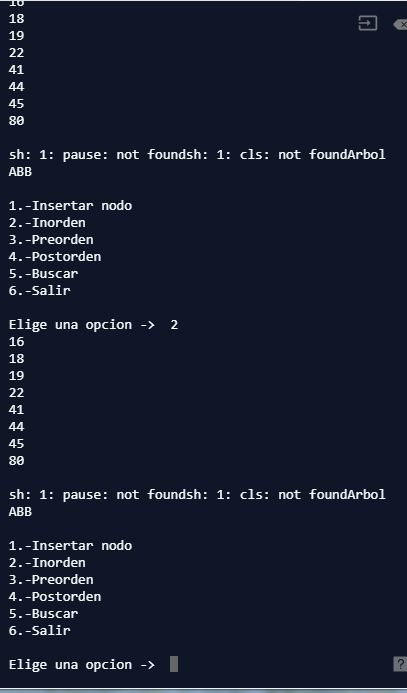 16
18
19
22
41
44
45
80
sh: 1: pause: not foundsh: 1: cls: not foundArbol
ABB
1.-Insertar nodo
2.-Inorden
3.-Preorden
4.-Postorden
5.-Buscar
6.-Salir
Elige una opcion ->  2
16
18
19
22
41
44
45
80
sh: 1: pause: not foundsh: 1: cls: not foundArbol
ABB
1.-Insertar nodo
2.-Inorden
3.-Preorden
4.-Postorden
5.-Buscar
6.-Salir
Elige una opcion ->
?